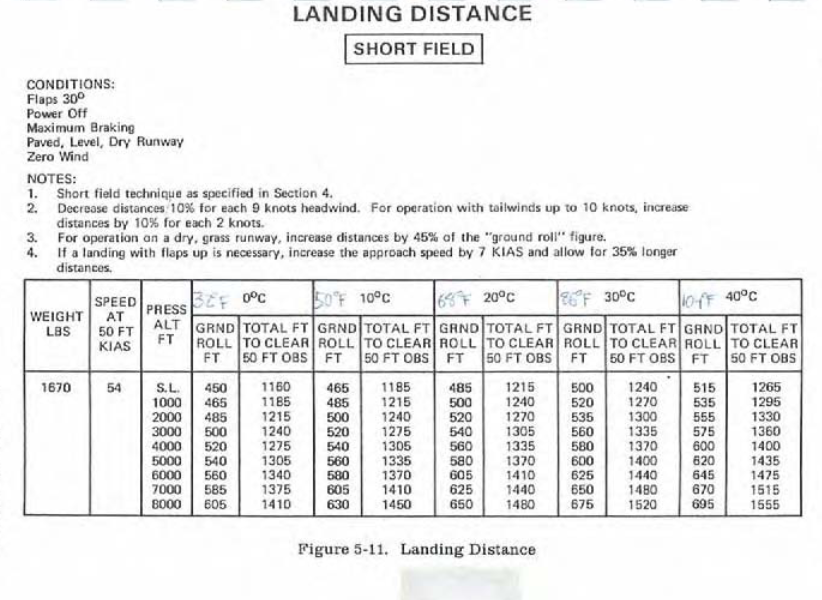 LANDING DISTANCE
SHORT FIELD
CONDITIONS:
Flaps 30°
Power Off
Maximum Braking
Paved, Level, Dry Runway
Zero Wind
NOTES:
1. Short field technique as specified in Section 4.
2. Decrease distances 10% for each 9 knots headwind. For operation with tailwinds up to 10 knots, increase
distances by 10% for each 2 knots.
3. For operation on a dry, grass runway, increase distances by 45% of the "ground roll" figure.
4. If a landing with flaps up is necessary, increase the approach speed by 7 KIAS and allow for 35% longer
distances.
WEIGHT LBS SPEED AT 50 FT KIAS PRESS ALT FT 32°F 0°C 50°F 10°C 68°F 20°C 86°F 30°C 104°F 40°C
GRND ROLL FT TOTAL FT TO CLEAR 50 FT OBS GRND ROLL FT TOTAL FT TO CLEAR 50 FT OBS GRND ROLL FT TOTAL FT TO CLEAR 50 FT OBS GRND ROLL FT TOTAL FT TO CLEAR 50 FT OBS GRND ROLL FT TOTAL FT TO CLEAR 50 FT OBS
1670 54 S.L. 450 1160 465 1185 485 1215 500 1240 515 1265
1000 465 1185 485 1215 500 1240 520 1270 535 1295
2000 485 1215 500 1240 520 1270 535 1300 555 1330
3000 500 1240 520 1275 540 1305 560 1335 575 1360
4000 520 1275 540 1305 560 1335 580 1370 600 1400
5000 540 1305 560 1335 580 1370 600 1400 620 1435
6000 560 1340 580 1370 605 1410 625 1440 645 1475
7000 585 1375 605 1410 625 1440 650 1480 670 1515
8000 605 1410 630 1450 650 1480 675 1520 695 1555
Figure 5-11. Landing Distance